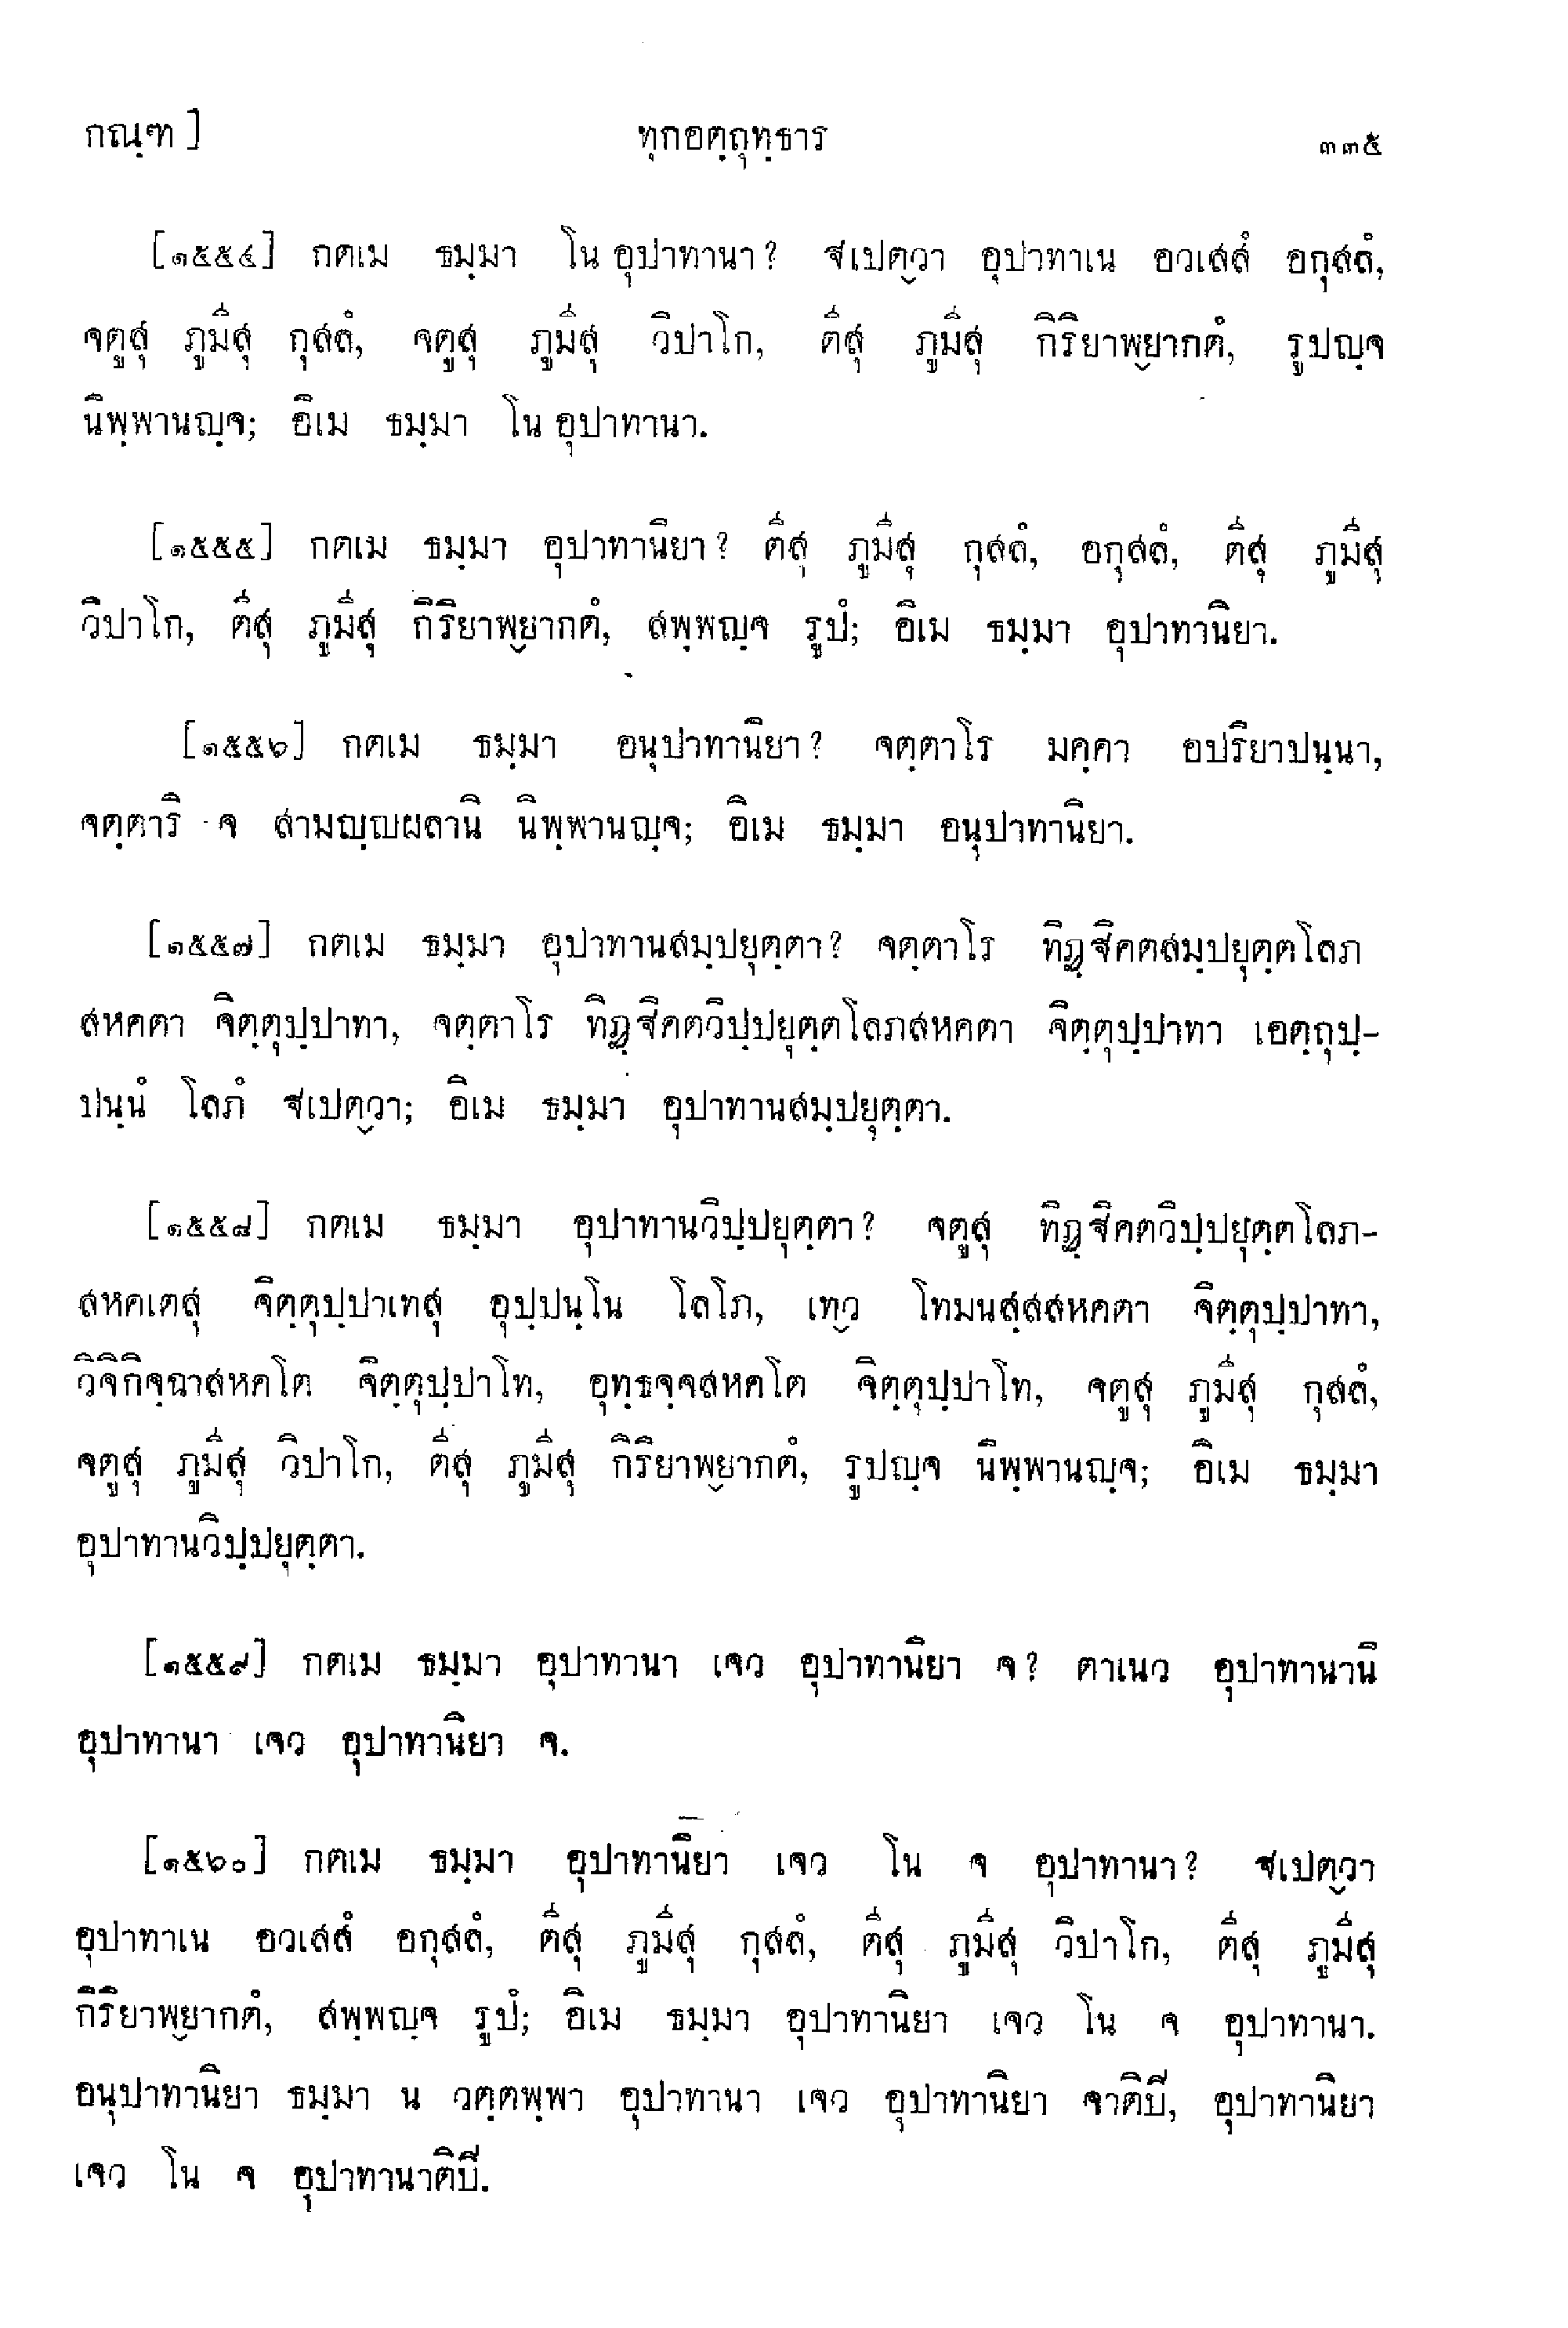 กณฺฑ ] ทุกอตฺถุทฺธาร ๓๓๕
[๑๕๕๔] กตเม ธมฺมา โน อุปาทานา? ฐเปตฺวา อุปาทาเน อวเสสํ อกุสลํ,
จตูสุ ภูมีสุ กุสลํ, จตูสุ ภูมีสุ วิปาโก, ตีสุ ภูมีสุ กิริยาพฺยากตํ, รูปญฺจ
นิพฺพานญฺจ; อิเม ธมฺมา โน อุปาทานา.
[๑๕๕๕] กตเม ธมฺมา อุปาทานิยา? ตีสุ ภูมีสุ กุสลํ, อกุสลํ, ตีสุ ภูมีสุ
วิปาโก, ตีสุ ภูมีสุ กิริยาพฺยากตํ, สพฺพญฺจ รูปํ; อิเม ธมฺมา อุปาทานิยา.
[๑๕๕๖] กตเม ธมฺมา อนุปาทานิยา? จตฺตาโร มคฺคา อปริยาปนฺนา,
จตฺตาริ จ สามญฺญผลานิ นิพฺพานญฺจ; อิเม ธมฺมา อนุปาทานิยา.
[๑๕๕๗] กตเม ธมฺมา อุปาทานสมฺปยุตฺตา? จตฺตาโร ทิฏฺฐิคตสมฺปยุตฺตโลภ
สหคตา จิตฺตุปฺปาทา, จตฺตาโร ทิฏฺฐิคตวิปฺปยุตฺตโลภสหคตา จิตฺตุปฺปาทา เอตฺถุปฺ-
ปนฺนํ โลภํ ฐเปตฺวา; อิเม ธมฺมา อุปาทานสมฺปยุตฺตา.
[๑๕๕๘] กตเม ธมฺมา อุปาทานวิปฺปยุตฺตา? จตูสุ ทิฏฺฐิคตวิปฺปยุตฺตโลภ-
สหคเตสุ จิตฺตุปฺปาเทสุ อุปฺปนฺโน โลโภ, เทฺว โทมนสฺสสหคตา จิตฺตุปฺปาทา,
วิจิกิจฺฉาสหคโต จิตฺตุปฺปาโท, อุทฺธจฺจสหคโต จิตฺตุปฺปาโท, จตูสุ ภูมีสุ กุสลํ,
จตูสุ ภูมีสุ วิปาโก, ตีสุ ภูมีสุ กิริยาพฺยากตํ, รูปญฺจ นิพฺพานญฺจ; อิเม ธมฺมา
อุปาทานวิปฺปยุตฺตา.
[๑๕๕๙] กตเม ธมฺมา อุปาทานา เจว อุปาทานิยา จ? ตาเนว อุปาทานานิ
อุปาทานา เจว อุปาทานิยา จ.
[๑๕๖๐] กตเม ธมฺมา อุปาทานิยา เจว โน จ อุปาทานา? ฐเปตฺวา
อุปาทาเน อวเสสํ อกุสลํ, ตีสุ ภูมีสุ กุสลํ, ตีสุ ภูมีสุ วิปาโก, ตีสุ ภูมีสุ
กิริยาพฺยากตํ, สพฺพญฺจ รูปํ; อิเม ธมฺมา อุปาทานิยา เจว โน จ อุปาทานา.
อนุปาทานิยา ธมฺมา น วตฺตพฺพา อุปาทานา เจว อุปาทานิยา จาติปี, อุปาทานิยา
เจว โน จ อุปาทานาติปี.